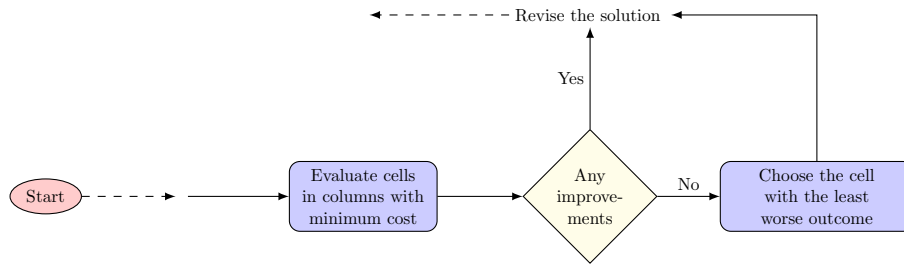 Revise the solution
Yes
Start
Evaluate cells
in columns with
minimum cost
Any
improve-
ments
No
Choose the cell
with the least
worse outcome